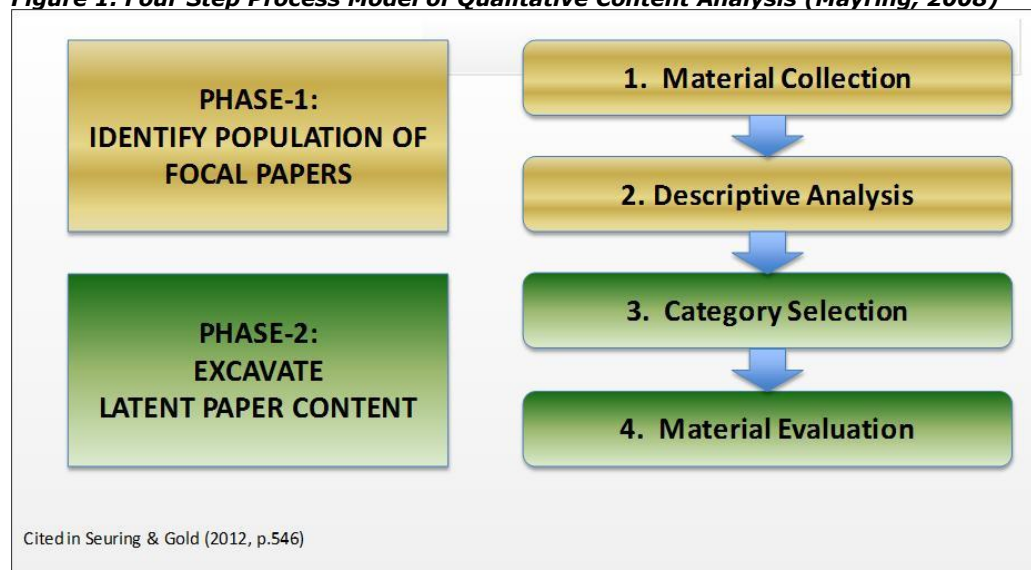 Figure 1: Four Step Process Model of Qualitative Content Analysis (Mayring, 2008)
PHASE-1:
IDENTIFY POPULATION OF
FOCAL PAPERS
1. Material Collection
2. Descriptive Analysis
PHASE-2:
EXCAVATE
LATENT PAPER CONTENT
3. Category Selection
4. Material Evaluation
Cited in Seuring & Gold (2012, p.546)